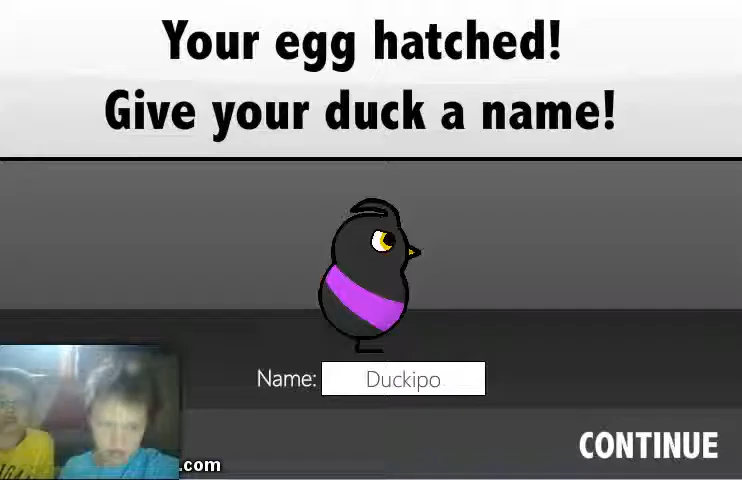 Your egg hatched!
Give your duck a name!
Name: Duckipo
CONTINUE
.com